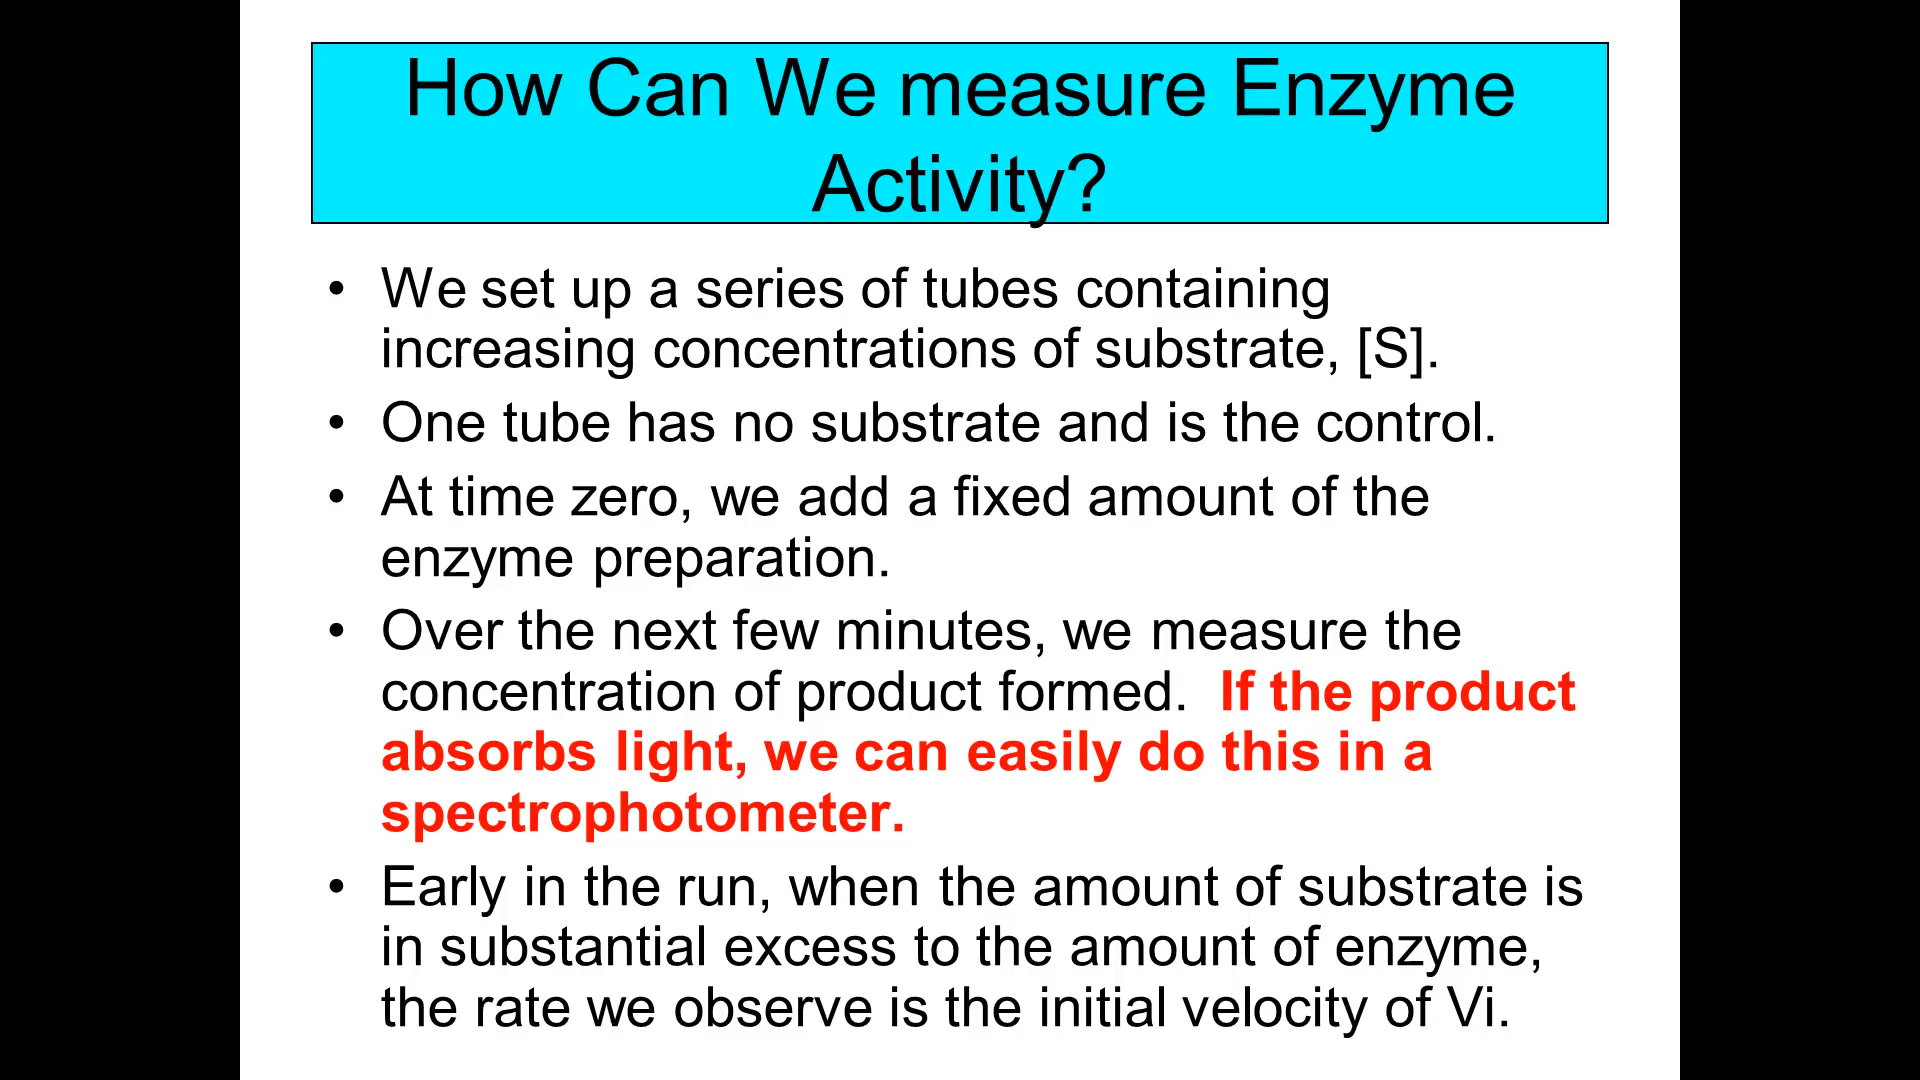 How Can We measure Enzyme
Activity?
• We set up a series of tubes containing
increasing concentrations of substrate, [S].
• One tube has no substrate and is the control.
• At time zero, we add a fixed amount of the
enzyme preparation.
• Over the next few minutes, we measure the
concentration of product formed. If the product
absorbs light, we can easily do this in a
spectrophotometer.
• Early in the run, when the amount of substrate is
in substantial excess to the amount of enzyme,
the rate we observe is the initial velocity of Vi.